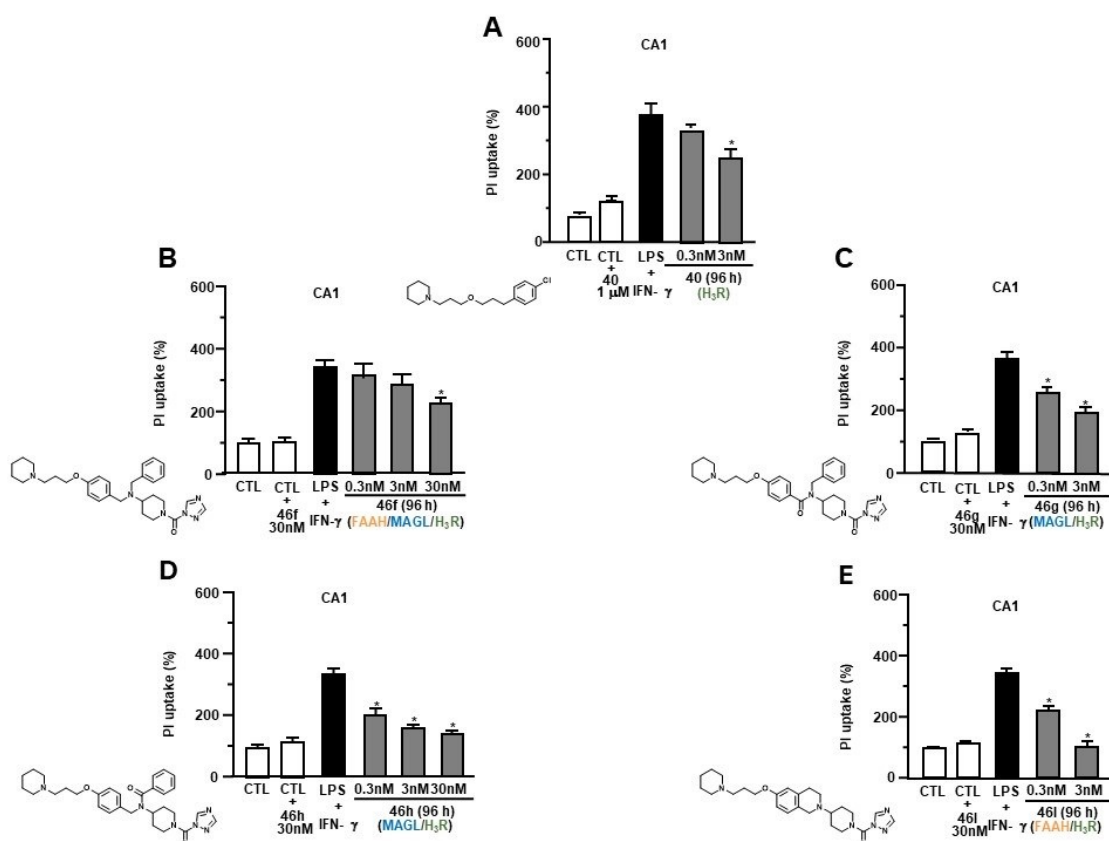 A
CA1
PI uptake (%)
600
400
200
0
CTL
CTL
+
40
1 µM
LPS
+
IFN- γ
0.3nM 3nM
40 (96 h)
(H₃R)
Cl
N
O
B
CA1
PI uptake (%)
600
400
200
0
CTL
CTL
+
46f
30nM
LPS
+
IFN-γ
0.3nM 3nM 30nM
46f (96 h)
(FAAH/MAGL/H₃R)
N
O
N
N
O
N
N
N
C
CA1
PI uptake (%)
600
400
200
0
CTL
CTL
+
46g
30nM
LPS
+
IFN- γ
0.3nM 3nM
46g (96 h)
(MAGL/H₃R)
N
O
O
N
N
O
N
N
N
D
CA1
PI uptake (%)
600
400
200
0
CTL
CTL
+
46h
30nM
LPS
+
IFN- γ
0.3nM 3nM 30nM
46h (96 h)
(MAGL/H₃R)
N
O
O
N
N
N
N
N
E
CA1
PI uptake (%)
600
400
200
0
CTL
CTL
+
46l
30nM
LPS
+
IFN- γ
0.3nM 3nM
46l (96 h)
(FAAH/H₃R)
N
O
N
N
N
N
N